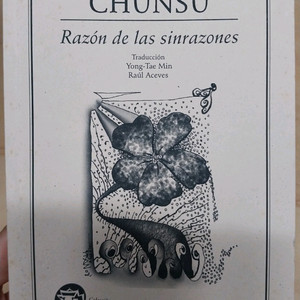 CHUNSU
Razón de las sinrazones
Traducción
Yong-Tae Min
Raúl Aceves